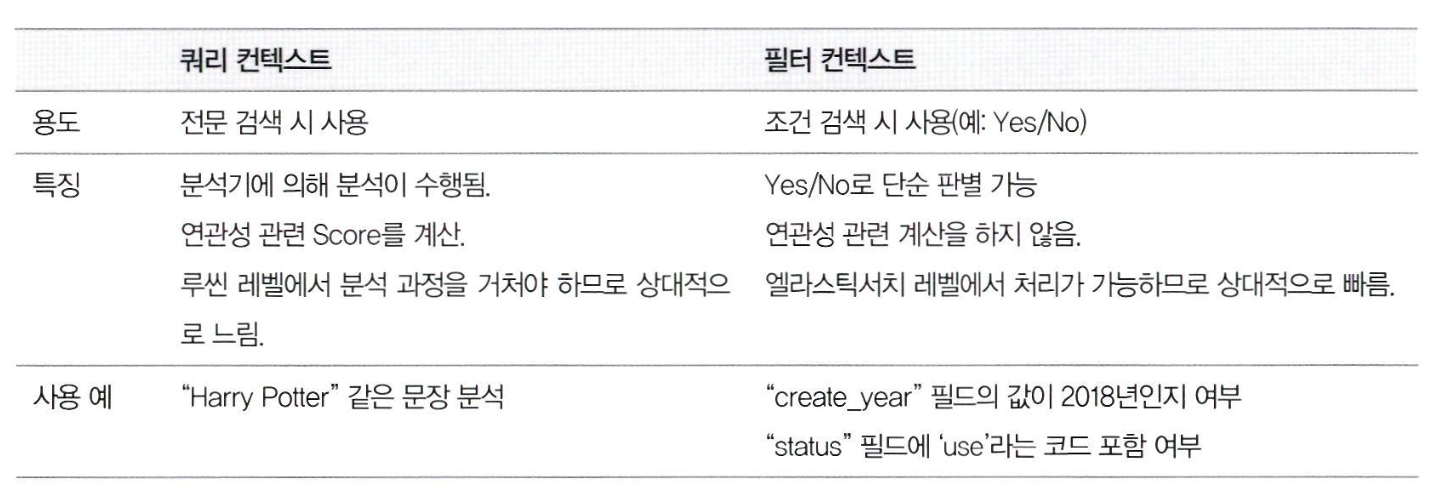 쿼리 컨텍스트 필터 컨텍스트
용도 전문 검색 시 사용 조건 검색 시 사용(예: Yes/No)
특징 분석기에 의해 분석이 수행됨. Yes/No로 단순 판별 가능
연관성 관련 Score를 계산. 연관성 관련 계산을 하지 않음.
루씬 레벨에서 분석 과정을 거쳐야 하므로 상대적으 엘라스틱서치 레벨에서 처리가 가능하므로 상대적으로 빠름.
로 느림.
사용 예 “Harry Potter” 같은 문장 분석 “create_year” 필드의 값이 2018년인지 여부
“status” 필드에 ‘use’라는 코드 포함 여부